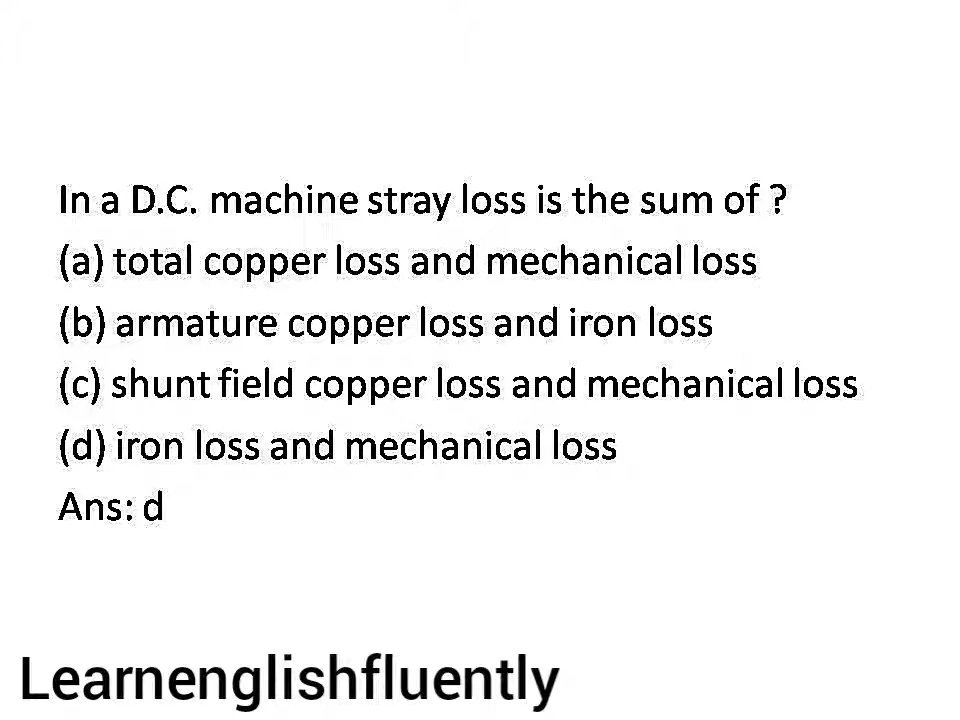 In a D.C. machine stray loss is the sum of ?
(a) total copper loss and mechanical loss
(b) armature copper loss and iron loss
(c) shunt field copper loss and mechanical loss
(d) iron loss and mechanical loss
Ans: d
Learnenglishfluently